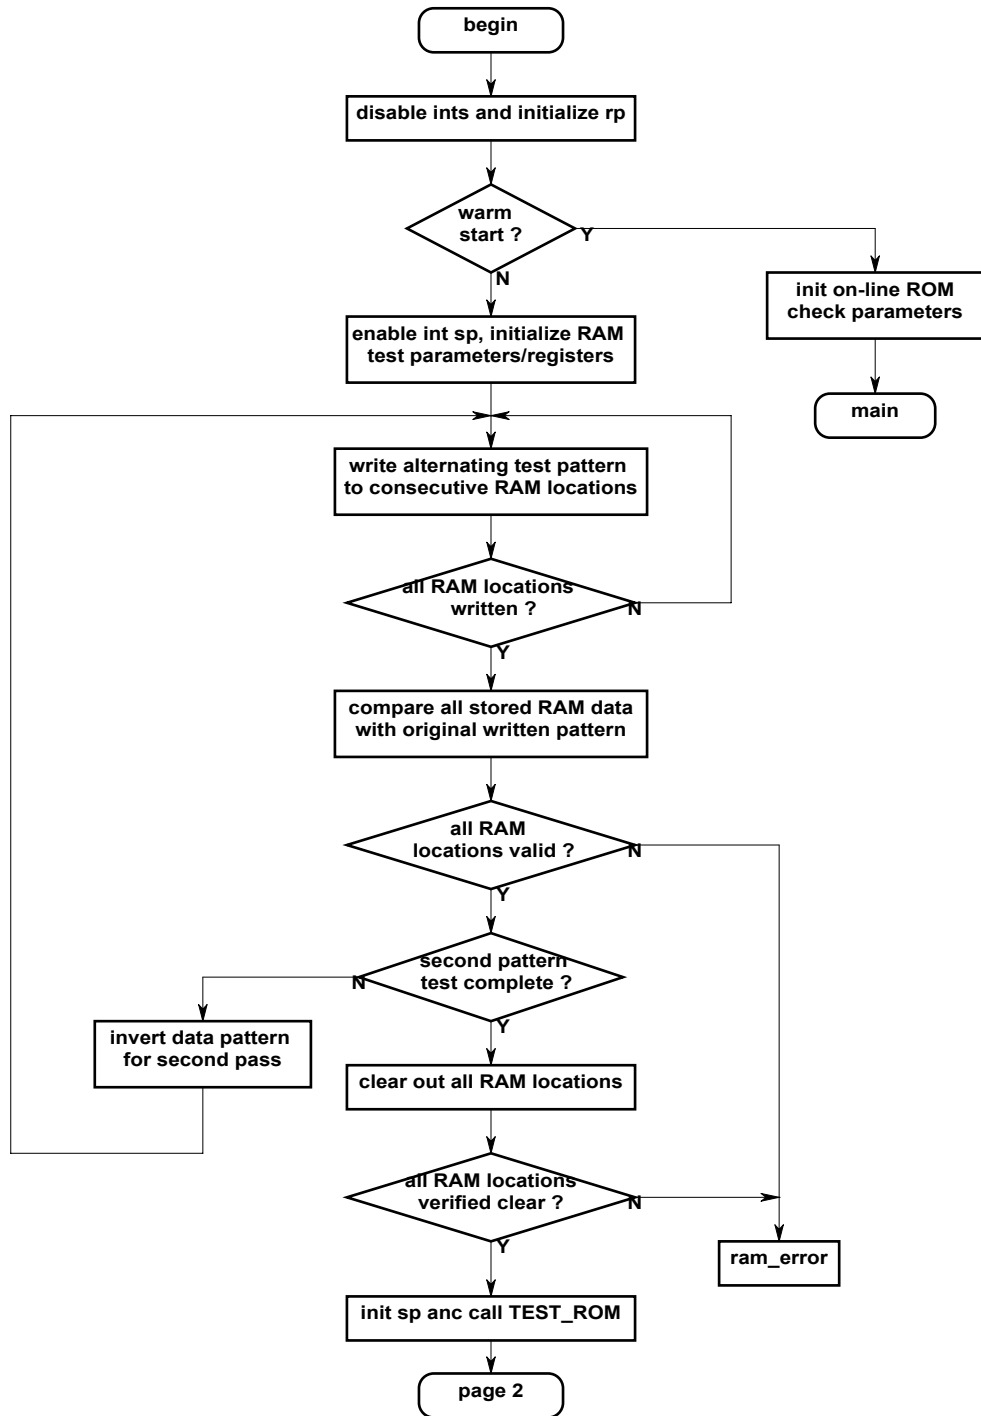 begin
disable ints and initialize rp
warm
start ?
Y
N
init on-line ROM
check parameters
enable int sp, initialize RAM
test parameters/registers
main
write alternating test pattern
to consecutive RAM locations
all RAM locations
written ?
N
Y
compare all stored RAM data
with original written pattern
all RAM
locations valid ?
N
Y
second pattern
test complete ?
N
Y
invert data pattern
for second pass
clear out all RAM locations
all RAM locations
verified clear ?
N
Y
ram_error
init sp anc call TEST_ROM
page 2